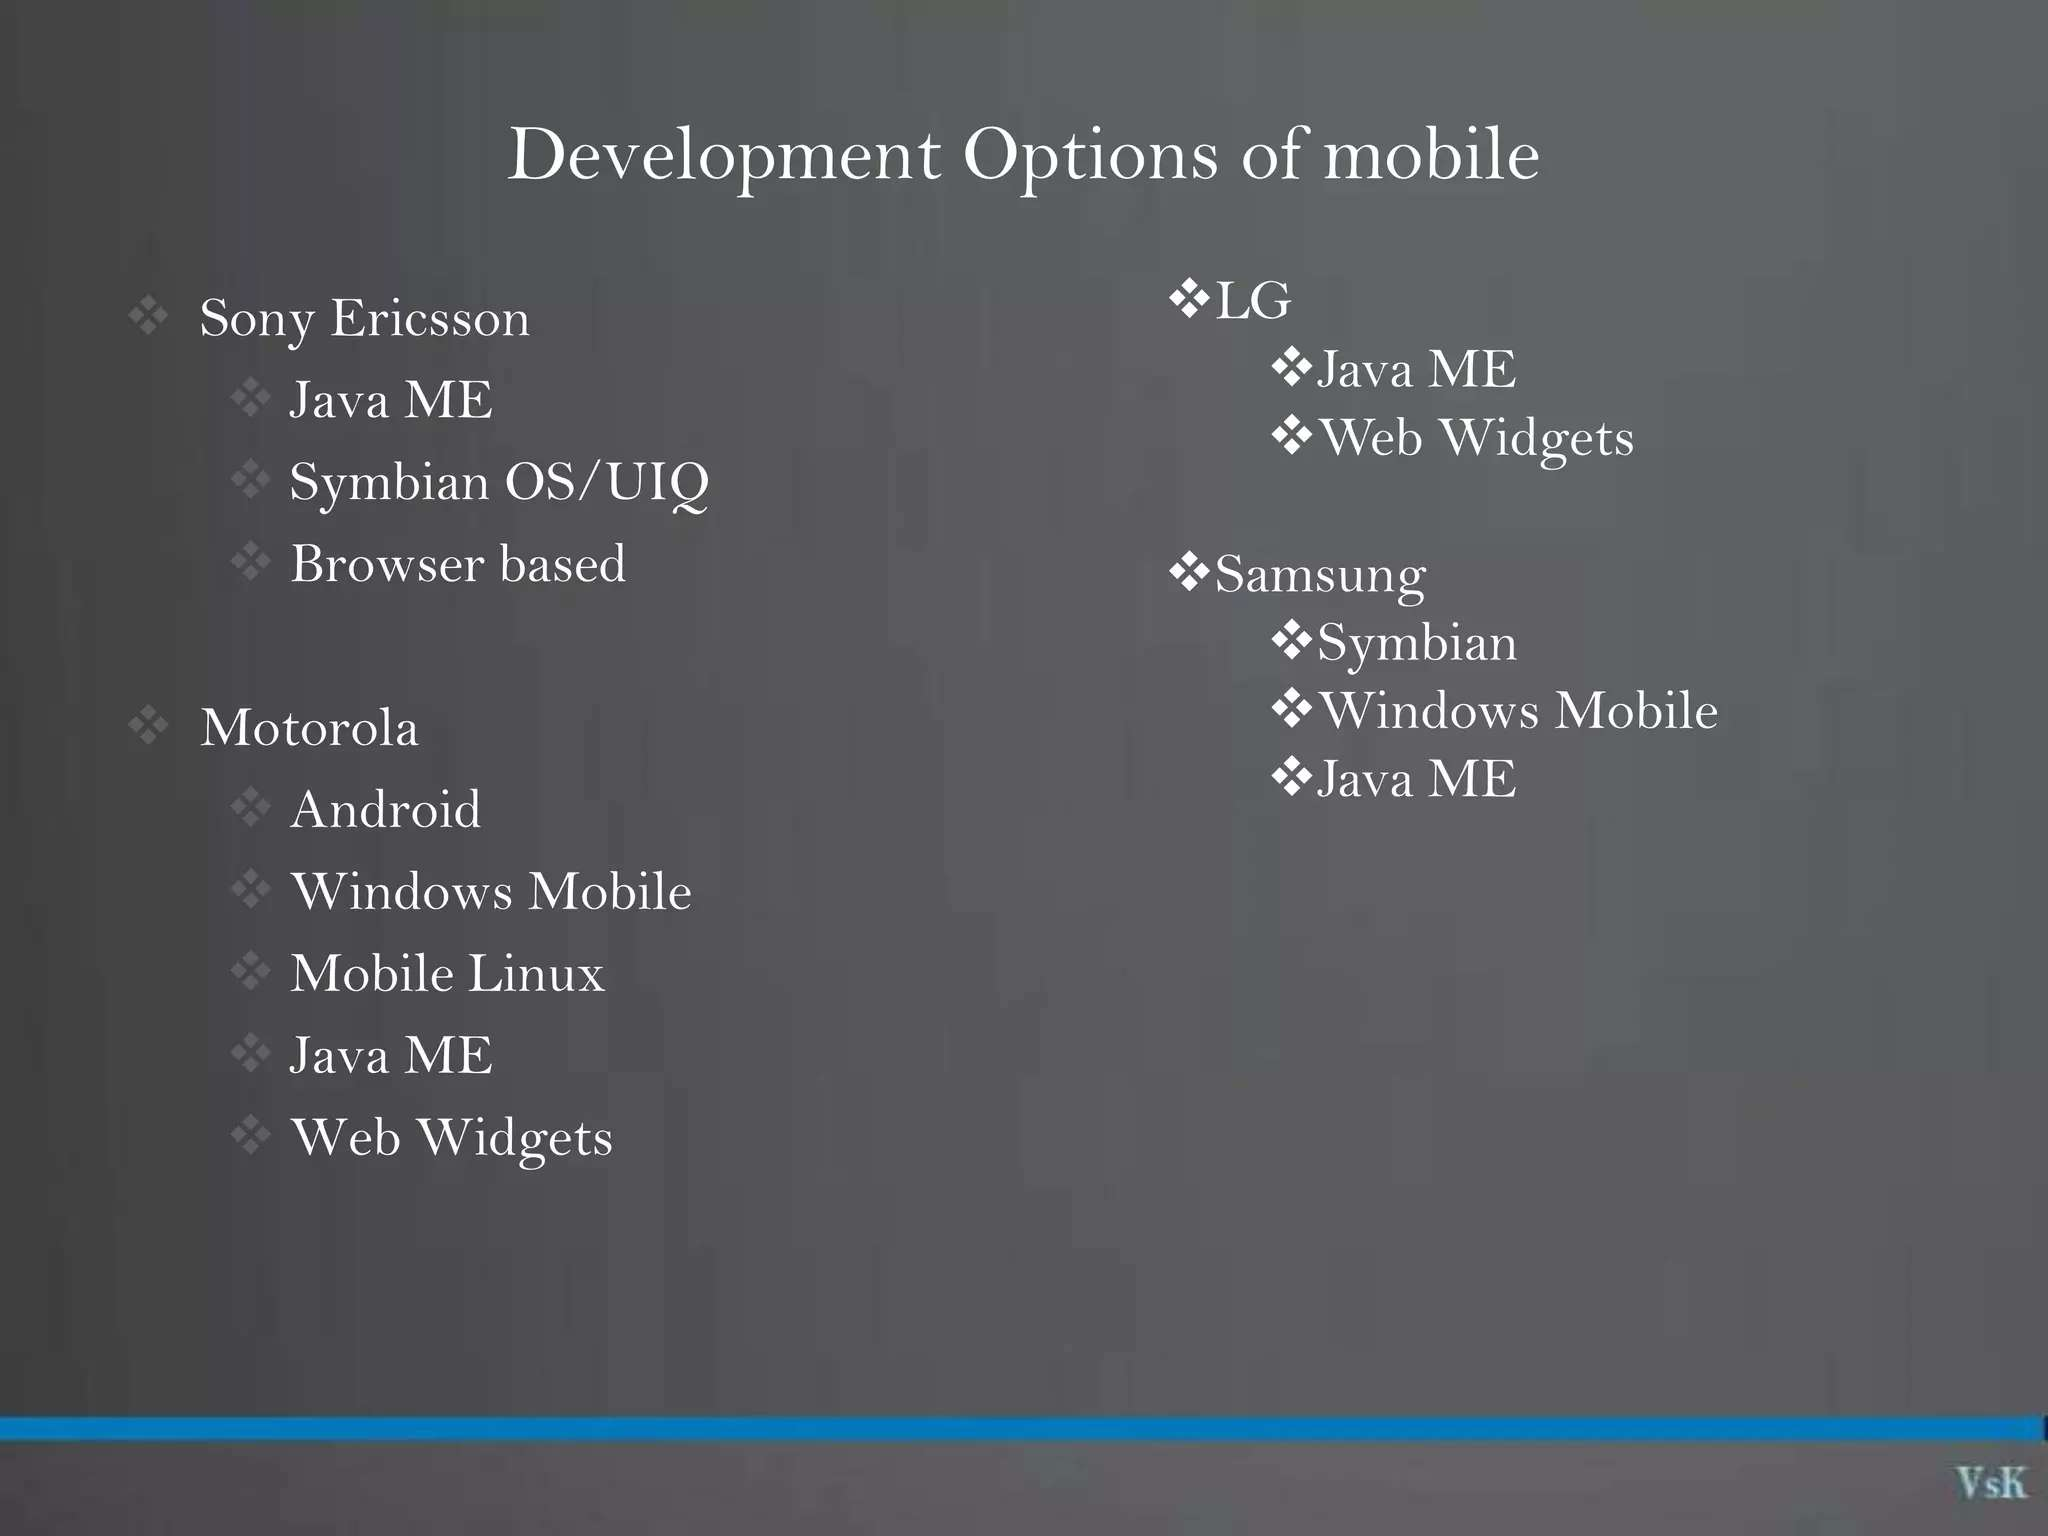 Development Options of mobile
❖ Sony Ericsson
❖ Java ME
❖ Symbian OS/UIQ
❖ Browser based
❖ Motorola
❖ Android
❖ Windows Mobile
❖ Mobile Linux
❖ Java ME
❖ Web Widgets
❖LG
❖Java ME
❖Web Widgets
❖Samsung
❖Symbian
❖Windows Mobile
❖Java ME
VsK